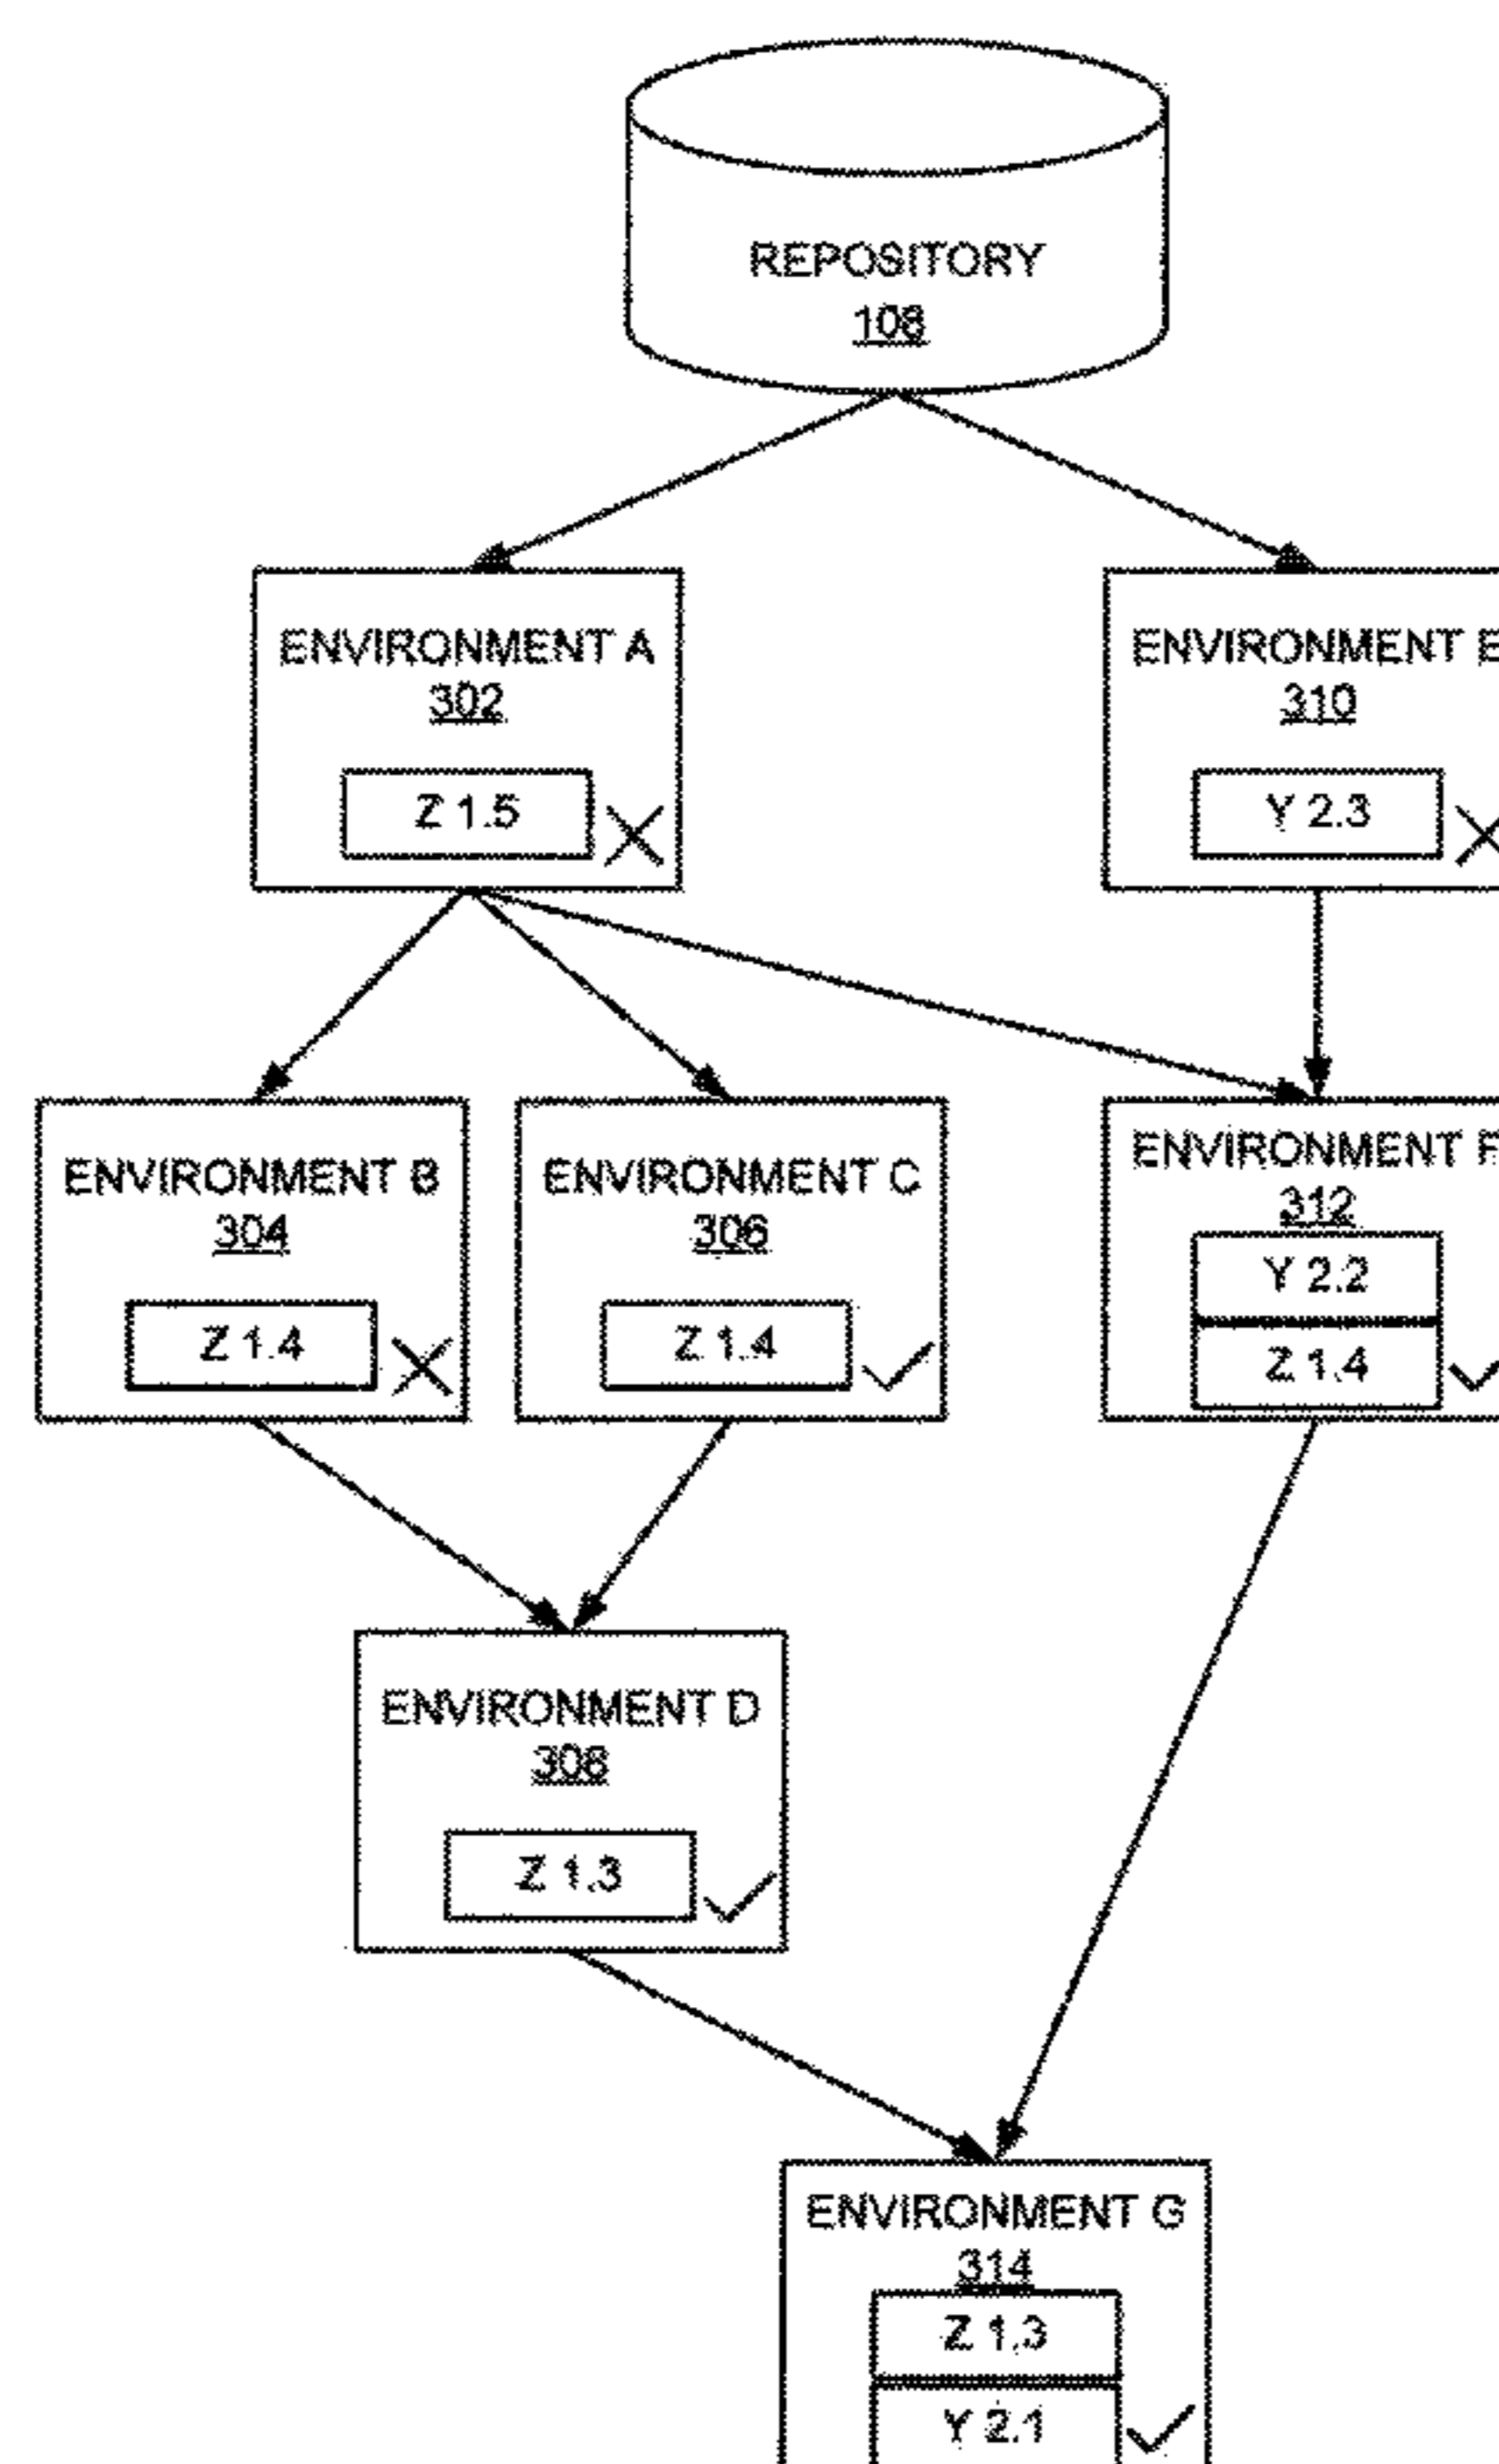 REPOSITORY
108
ENVIRONMENT A
302
Z 1.5
ENVIRONMENT E
310
Y 2.3
ENVIRONMENT B
304
Z 1.4
ENVIRONMENT C
306
Z 1.4
ENVIRONMENT F
312
Y 2.2
Z 1.4
ENVIRONMENT D
308
Z 1.3
ENVIRONMENT G
314
Z 1.3
Y 2.1